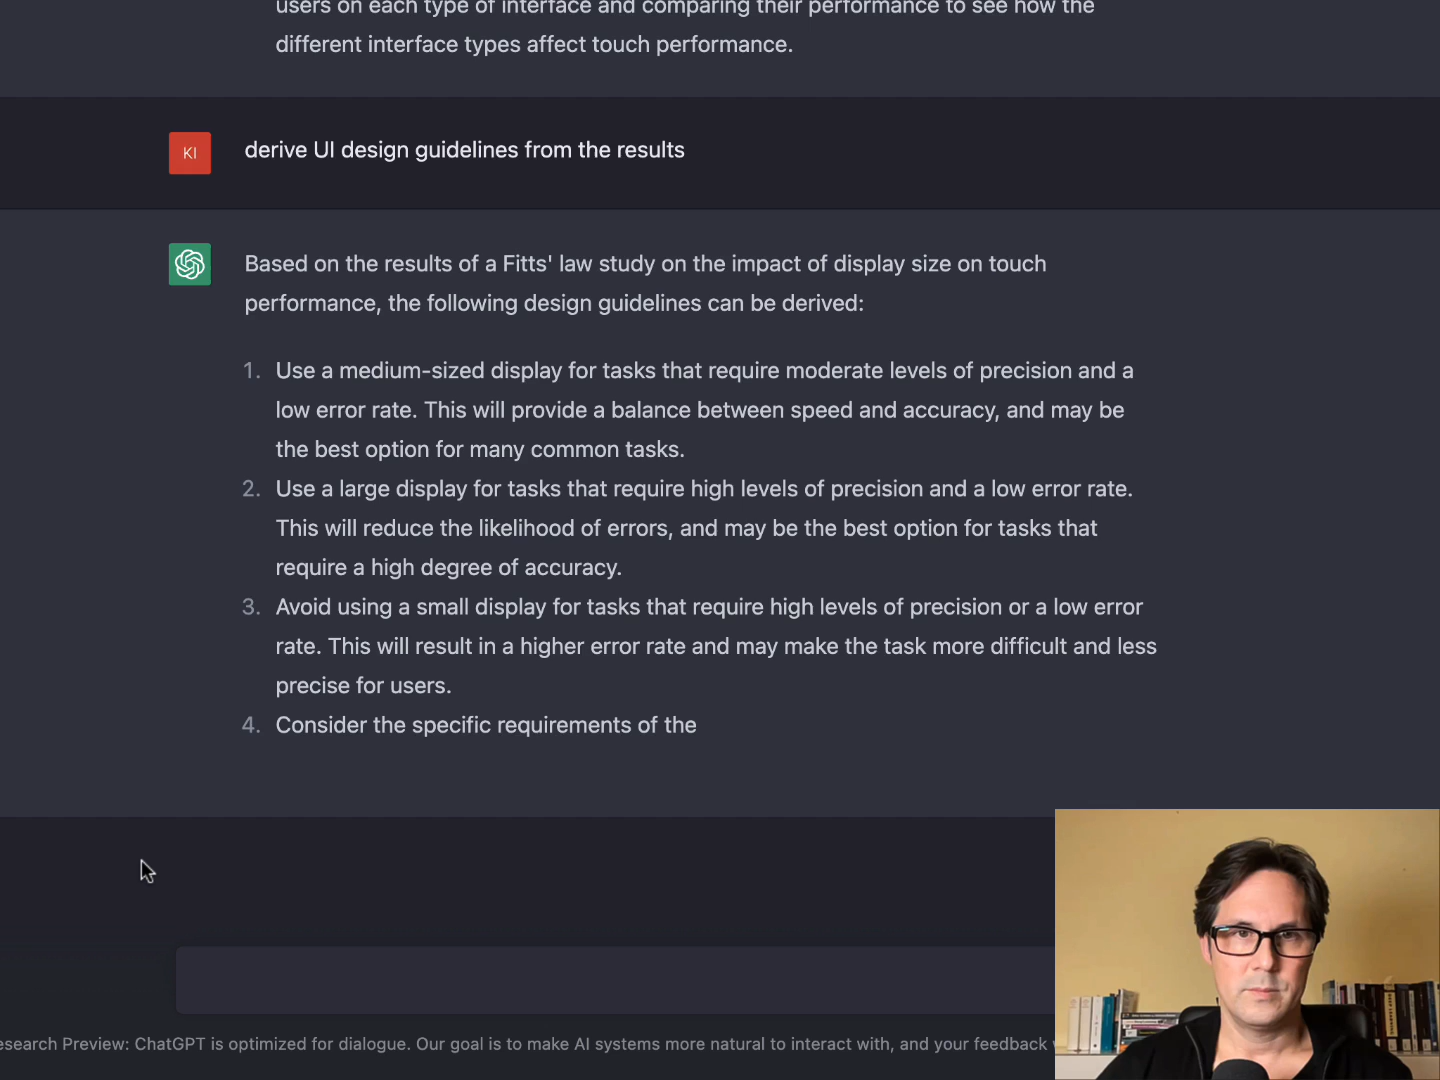 users on each type of interface and comparing their performance to see how the
different interface types affect touch performance.
KI
derive UI design guidelines from the results
Based on the results of a Fitts' law study on the impact of display size on touch
performance, the following design guidelines can be derived:
1. Use a medium-sized display for tasks that require moderate levels of precision and a
low error rate. This will provide a balance between speed and accuracy, and may be
the best option for many common tasks.
2. Use a large display for tasks that require high levels of precision and a low error rate.
This will reduce the likelihood of errors, and may be the best option for tasks that
require a high degree of accuracy.
3. Avoid using a small display for tasks that require high levels of precision or a low error
rate. This will result in a higher error rate and may make the task more difficult and less
precise for users.
4. Consider the specific requirements of the
esearch Preview: ChatGPT is optimized for dialogue. Our goal is to make AI systems more natural to interact with, and your feedback